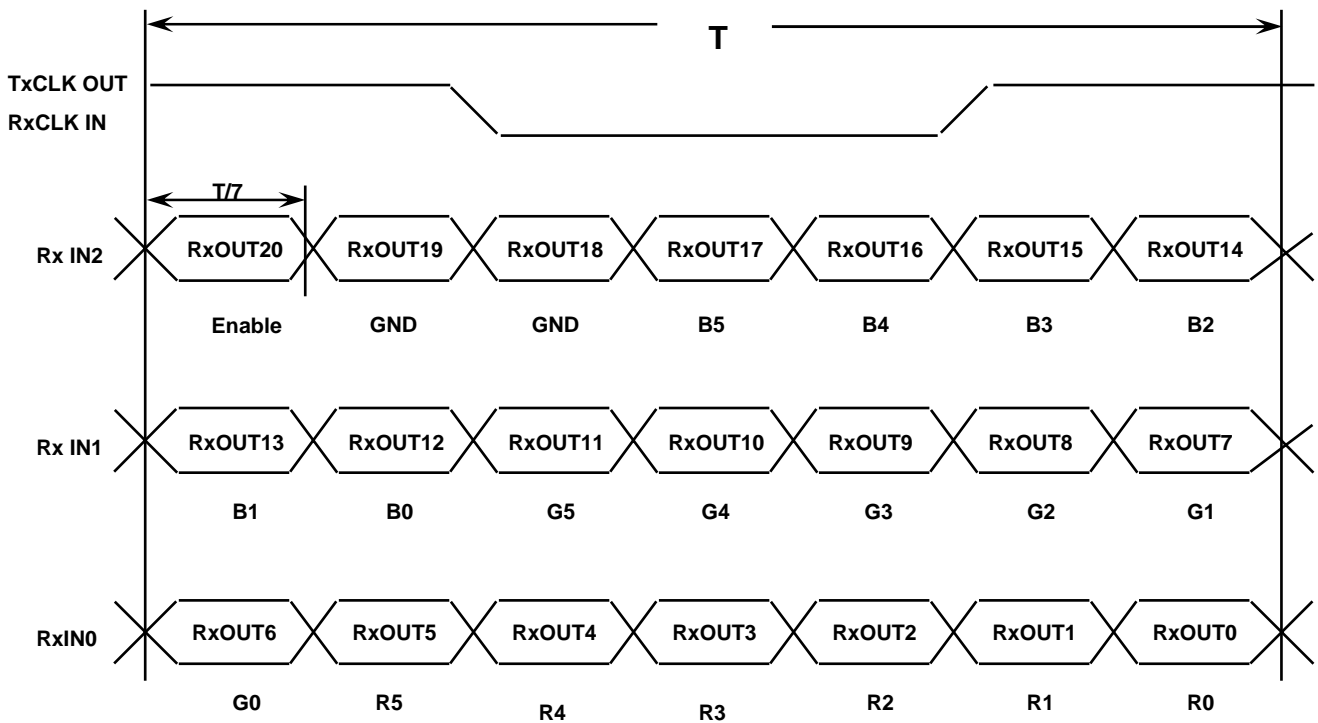 T
TxCLK OUT
RxCLK IN
T/7
Rx IN2 RxOUT20 RxOUT19 RxOUT18 RxOUT17 RxOUT16 RxOUT15 RxOUT14
Enable GND GND B5 B4 B3 B2
Rx IN1 RxOUT13 RxOUT12 RxOUT11 RxOUT10 RxOUT9 RxOUT8 RxOUT7
B1 B0 G5 G4 G3 G2 G1
RxIN0 RxOUT6 RxOUT5 RxOUT4 RxOUT3 RxOUT2 RxOUT1 RxOUT0
G0 R5 R4 R3 R2 R1 R0